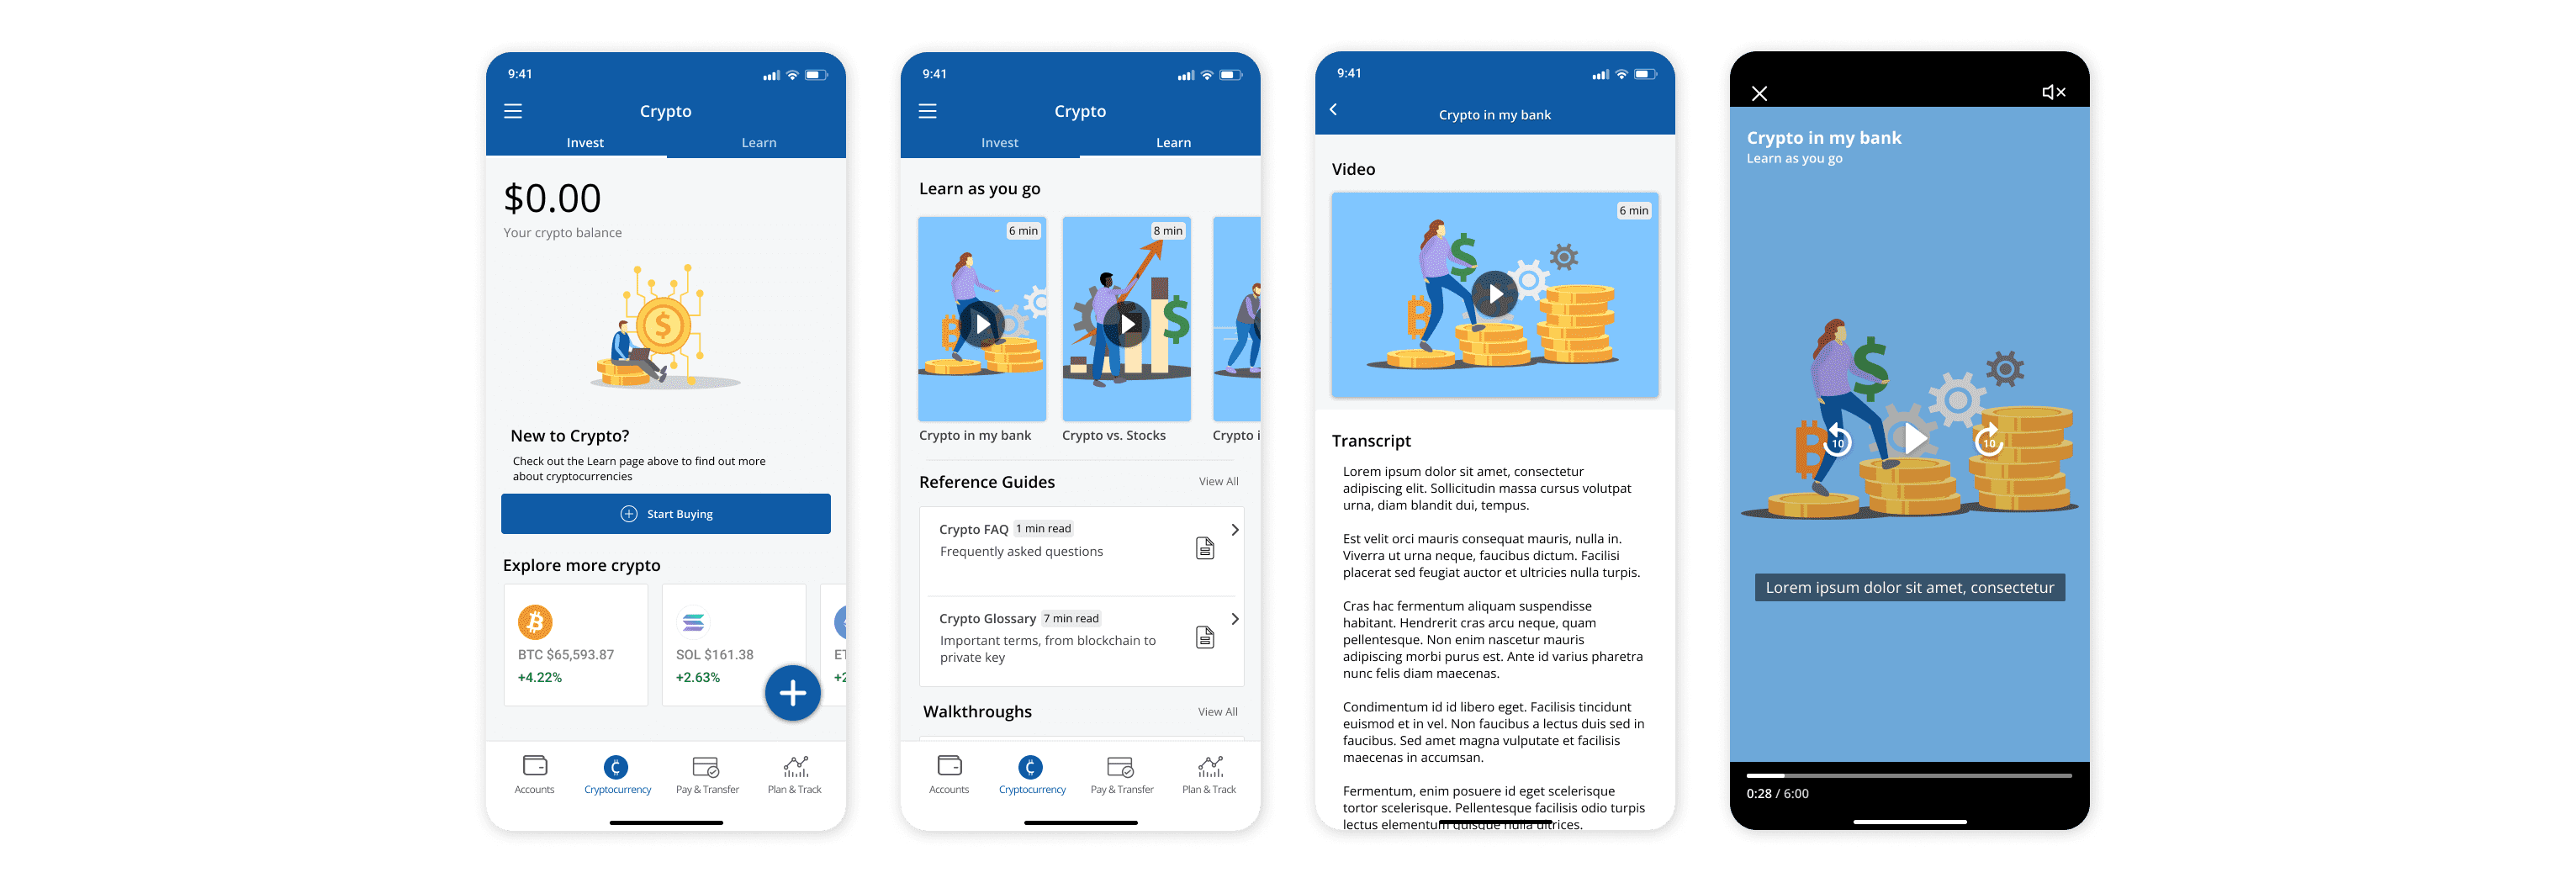 9:41
Crypto
Invest
Learn
$0.00
Your crypto balance
New to Crypto?
Check out the Learn page above to find out more
about cryptocurrencies
Start Buying
Explore more crypto
BTC $65,593.87
+4.22%
SOL $161.38
+2.63%
Accounts
Cryptocurrency
Pay & Transfer
Plan & Track
9:41
Crypto
Invest
Learn
Learn as you go
6 min
8 min
Crypto in my bank
Crypto vs. Stocks
Crypto i
Reference Guides
View All
Crypto FAQ 1 min read
Frequently asked questions
Crypto Glossary 7 min read
Important terms, from blockchain to
private key
Walkthroughs
View All
Accounts
Cryptocurrency
Pay & Transfer
Plan & Track
9:41
Crypto in my bank
Video
6 min
Transcript
Lorem ipsum dolor sit amet, consectetur
adipiscing elit. Sollicitudin massa cursus volutpat
urna, diam blandit dui, tempus.
Est velit orci mauris consequat mauris, nulla in.
Viverra ut urna neque, faucibus dictum. Facilisi
placerat sed feugiat auctor et ultricies nulla turpis.
Cras hac fermentum aliquam suspendisse
habitant. Hendrerit cras arcu neque, quam
pellentesque. Non enim nascetur mauris
adipiscing morbi purus est. Ante id varius pharetra
nunc felis diam maecenas.
Condimentum id id libero eget. Facilisis tincidunt
euismod et in vel. Non faucibus a lectus duis sed in
faucibus. Sed amet magna vulputate et facilisis
maecenas in accumsan.
Fermentum, enim posuere id eget scelerisque
tortor scelerisque. Pellentesque facilisis odio turpis
lectus elementum quisque nulla ultrices.
Crypto in my bank
Learn as you go
10
10
Lorem ipsum dolor sit amet, consectetur
0:28 / 6:00